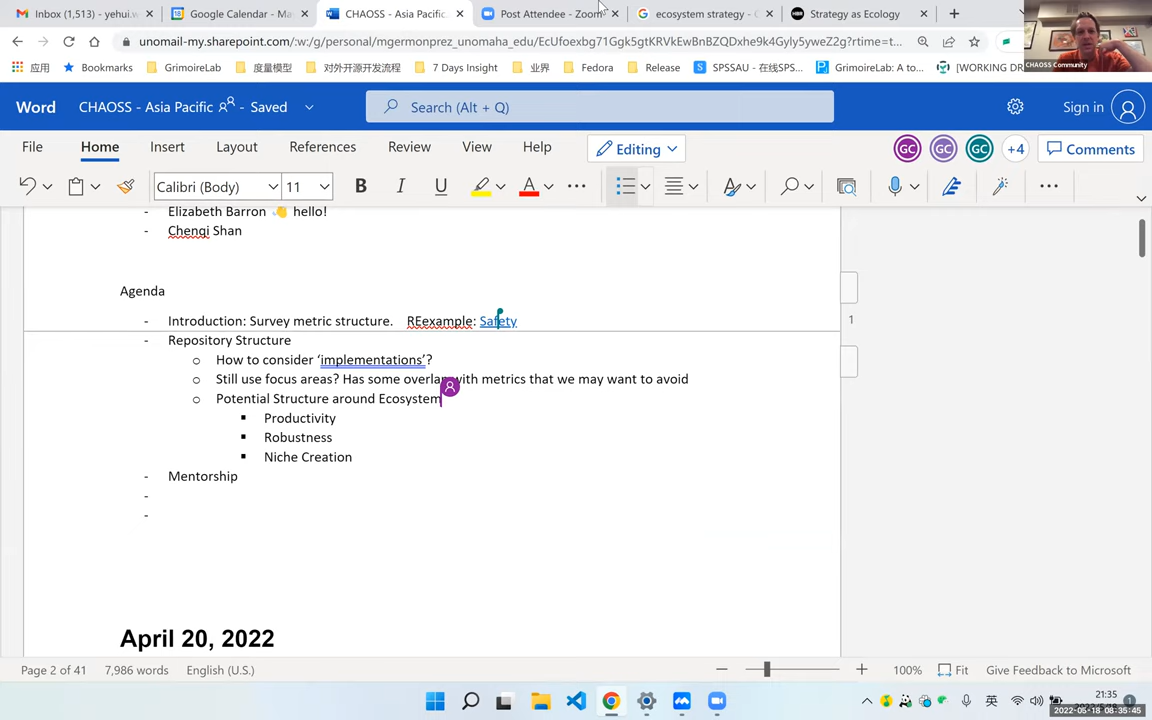 Inbox (1,513) - yehui.w
Google Calendar - Ma
CHAOSS - Asia Pacific.
Post Attendee - Zoom
ecosystem strategy - G
Strategy as Ecology
unomail-my.sharepoint.com/:w:/g/personal/mgermonprez_unomaha_edu/EcUfoexbg71Ggk5gtKRVkEwBnBZQDxhe9k4Gyly5yweZ2g?rtime=...
应用
Bookmarks
GrimoireLab
度量模型
对外开源开发流程
7 Days Insight
业界
Fedora
Release
SPSSAU - 在线SPS...
GrimoireLab: A to...
[WORKING DR
CHAOSS Community
Word
CHAOSS - Asia Pacific - Saved
Search (Alt + Q)
Sign in
File
Home
Insert
Layout
References
Review
View
Help
Editing
GC
GC
GC
+4
Comments
Calibri (Body)
11
B
I
U
A
- Elizabeth Barron 👋 hello!
- Chenqi Shan
Agenda
- Introduction: Survey metric structure. REexample: Safety
1
- Repository Structure
o How to consider ‘implementations’?
o Still use focus areas? Has some overlap with metrics that we may want to avoid
o Potential Structure around Ecosystem
▪ Productivity
▪ Robustness
▪ Niche Creation
- Mentorship
-
-
April 20, 2022
Page 2 of 41
7,986 words
English (U.S.)
100%
Fit
Give Feedback to Microsoft
英
21:35
2022-05-18 08:35:45